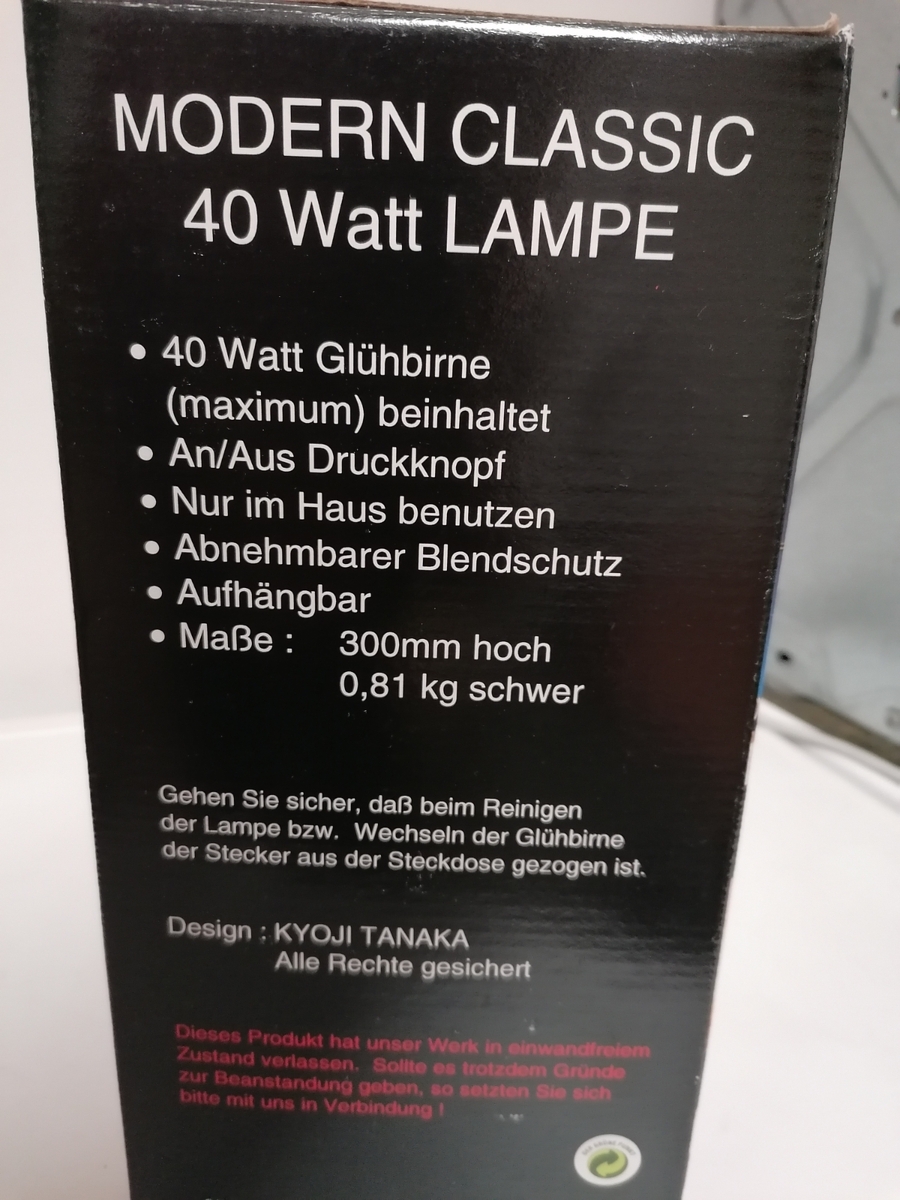 MODERN CLASSIC
40 Watt LAMPE
• 40 Watt Glühbirne
(maximum) beinhaltet
• An/Aus Druckknopf
• Nur im Haus benutzen
• Abnehmbarer Blendschutz
• Aufhängbar
• Maße : 300mm hoch
0,81 kg schwer
Gehen Sie sicher, daß beim Reinigen
der Lampe bzw. Wechseln der Glühbirne
der Stecker aus der Steckdose gezogen ist.
Design : KYOJI TANAKA
Alle Rechte gesichert
Dieses Produkt hat unser Werk in einwandfreiem
Zustand verlassen. Sollte es trotzdem Gründe
zur Beanstandung geben, so setzten Sie sich
bitte mit uns in Verbindung !
DER GRÜNE PUNKT